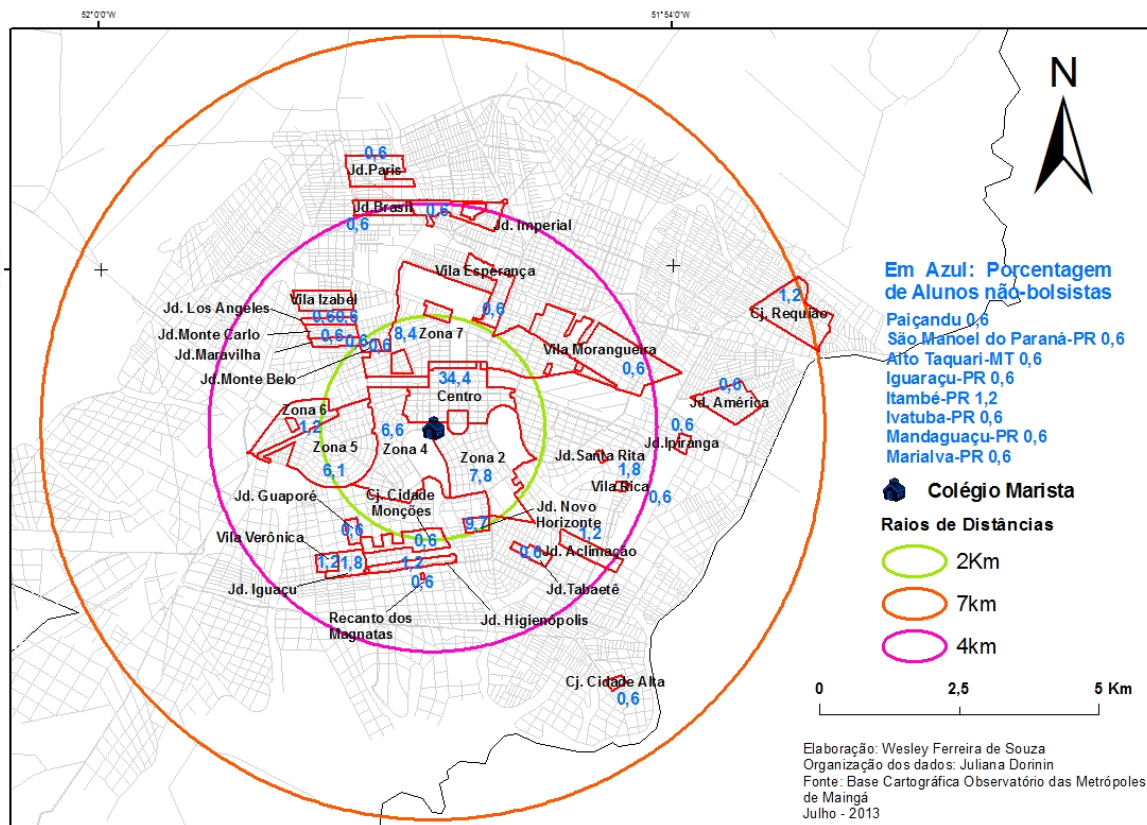 52°0'0"W
51°54'0"W
N
0,6
Jd.Paris
Jd.Brasil
0,6
0,6
Jd. Imperial
Vila Esperança
0,6
Vila Izabel
Jd. Los Angeles
0,6
0,6
Jd.Monte Carlo
0,6
0,6
Jd.Maravilha
0,6
Jd.Monte Belo
8,4
Zona 7
Vila Morangueira
0,6
1,2
Cj. Requião
34,4
Centro
0,6
Jd. América
Zona 6
1,2
Zona 5
6,1
6,6
Zona 4
Zona 2
7,8
0,6
Jd.Ipiranga
Jd.Santa Rita
1,8
Vila Rica
0,6
Jd. Guaporé
0,6
Cj. Cidade
Monções
0,6
9,7
Jd. Novo
Horizonte
1,2
Jd. Aclimação
0,6
Jd.Tabaetê
Vila Verônica
1,2
1,8
1,2
Jd. Iguaçu
0,6
Recanto dos
Magnatas
Jd. Higienópolis
Cj. Cidade Alta
0,6
Em Azul: Porcentagem
de Alunos não-bolsistas
Paiçandu 0,6
São Manoel do Paraná-PR 0,6
Alto Taquari-MT 0,6
Iguaraçu-PR 0,6
Itambé-PR 1,2
Ivatuba-PR 0,6
Mandaguaçu-PR 0,6
Marialva-PR 0,6
Colégio Marista
Raios de Distâncias
2Km
7km
4km
0 2,5 5 Km
Elaboração: Wesley Ferreira de Souza
Organização dos dados: Juliana Dorinin
Fonte: Base Cartográfica Observatório das Metrópoles
de Maingá
Julho - 2013